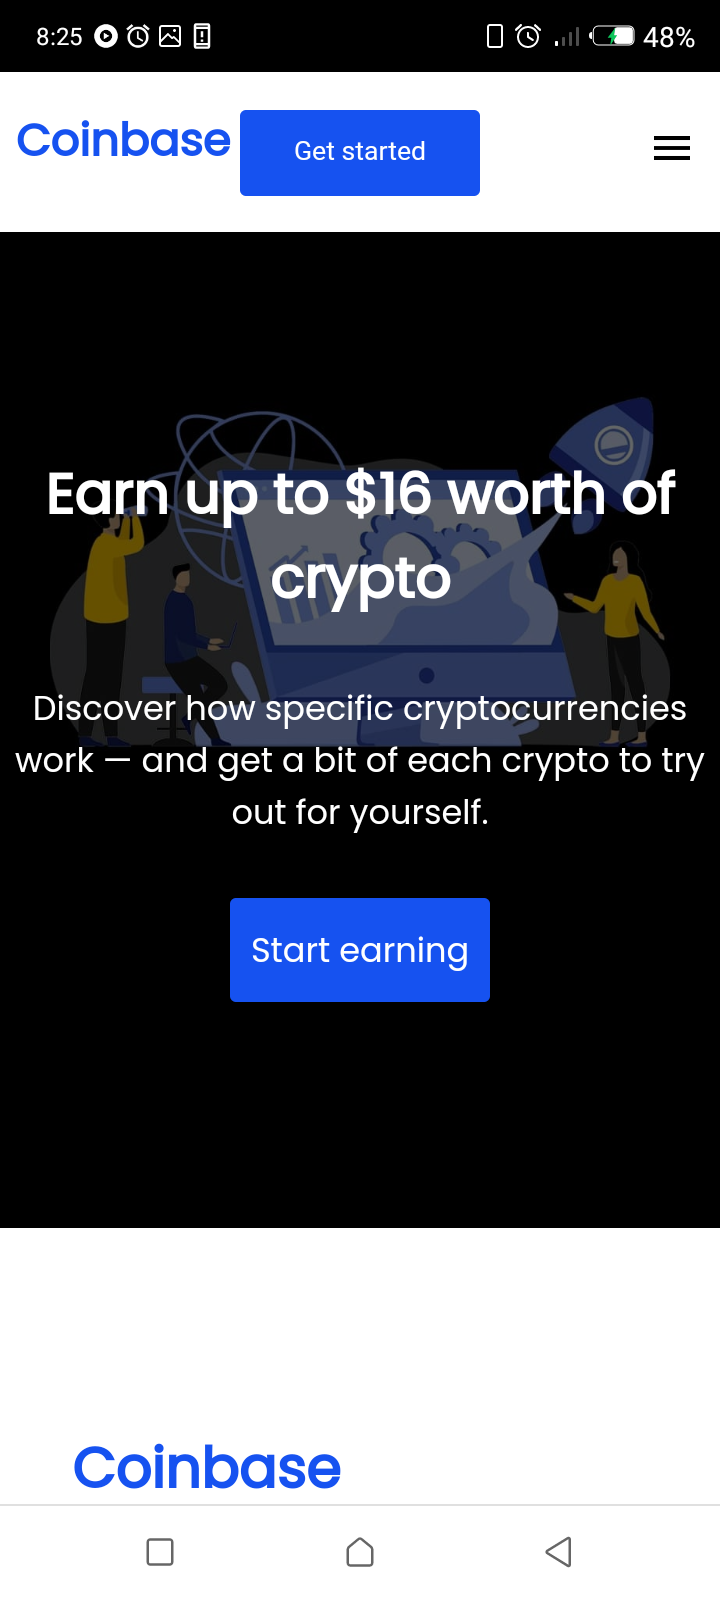 8:25
48%
Coinbase
Get started
Earn up to $16 worth of
crypto
Discover how specific cryptocurrencies
work — and get a bit of each crypto to try
out for yourself.
Start earning
Coinbase